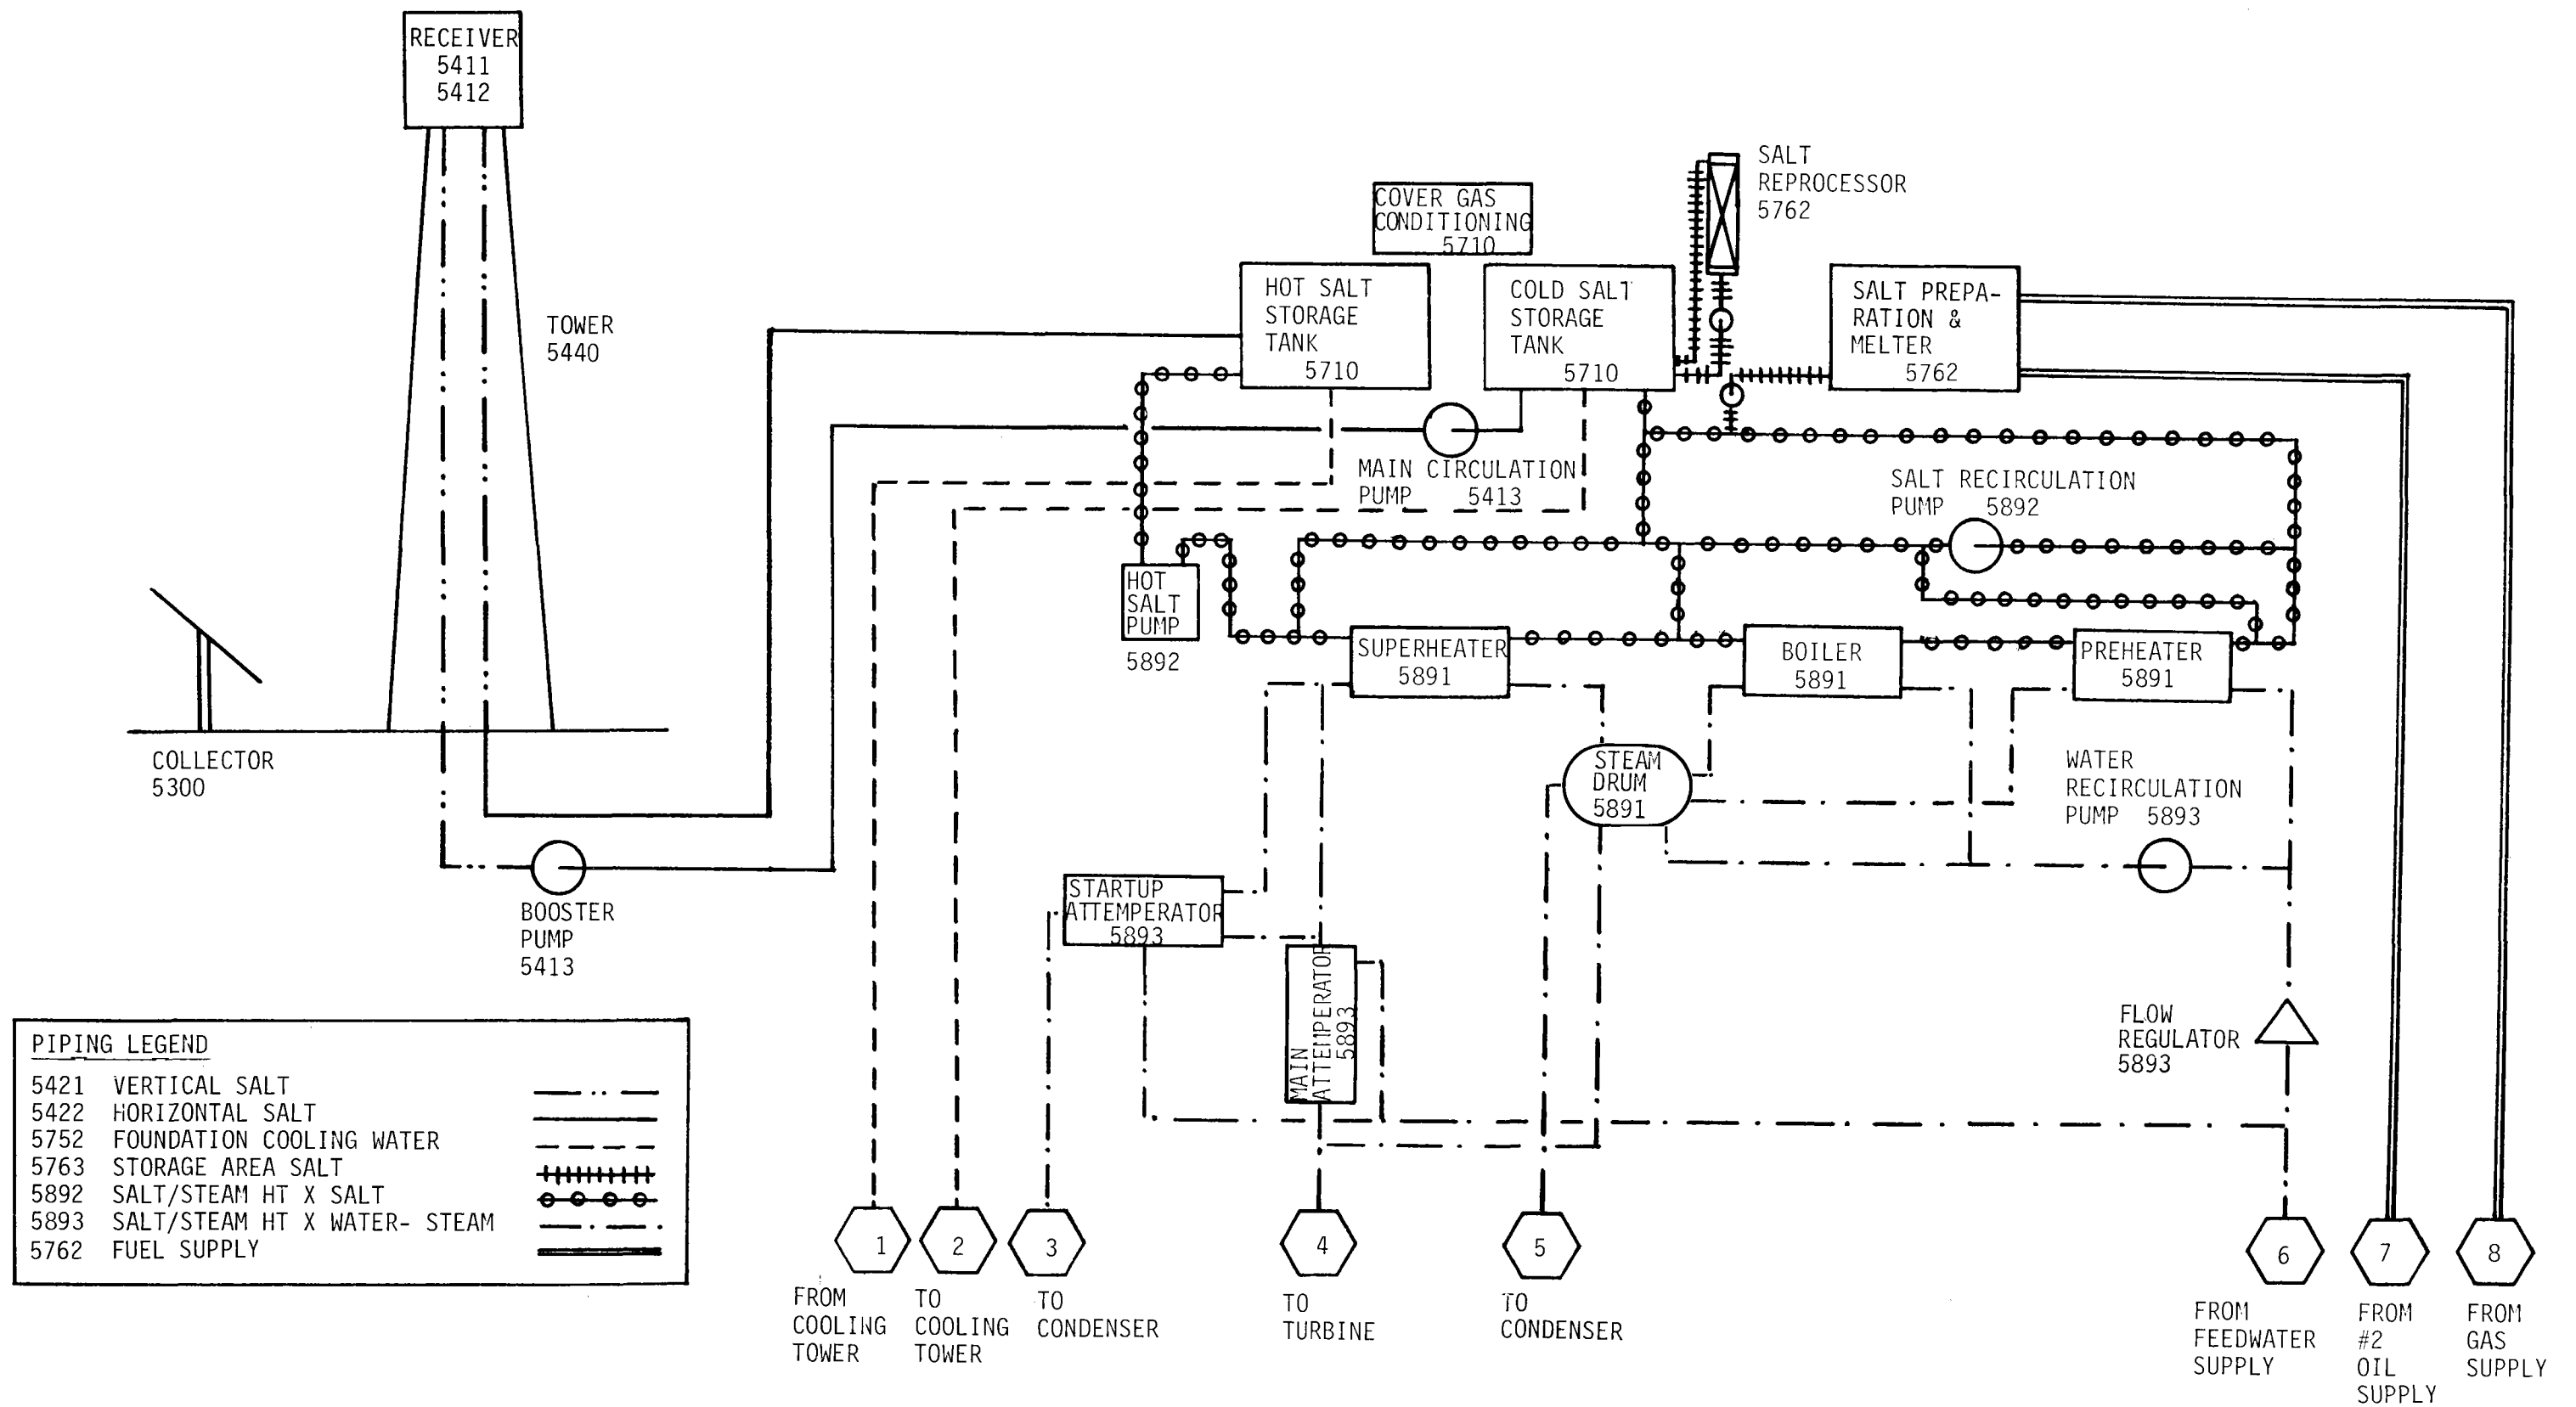 RECEIVER
5411
5412
TOWER
5440
COLLECTOR
5300
BOOSTER
PUMP
5413
COVER GAS
CONDITIONING
5710
HOT SALT
STORAGE
TANK
5710
COLD SALT
STORAGE
TANK
5710
SALT
REPROCESSOR
5762
SALT PREPA-
RATION &
MELTER
5762
MAIN CIRCULATION
PUMP 5413
SALT RECIRCULATION
PUMP 5892
HOT
SALT
PUMP
5892
SUPERHEATER
5891
BOILER
5891
PREHEATER
5891
STEAM
DRUM
5891
WATER
RECIRCULATION
PUMP 5893
STARTUP
ATTEMPERATOR
5893
MAIN
ATTEMPERATOR
5893
FLOW
REGULATOR
5893
PIPING LEGEND
5421 VERTICAL SALT
5422 HORIZONTAL SALT
5752 FOUNDATION COOLING WATER
5763 STORAGE AREA SALT
5892 SALT/STEAM HT X SALT
5893 SALT/STEAM HT X WATER- STEAM
5762 FUEL SUPPLY
1
FROM
COOLING
TOWER
2
TO
COOLING
TOWER
3
TO
CONDENSER
4
TO
TURBINE
5
TO
CONDENSER
6
FROM
FEEDWATER
SUPPLY
7
FROM
#2
OIL
SUPPLY
8
FROM
GAS
SUPPLY